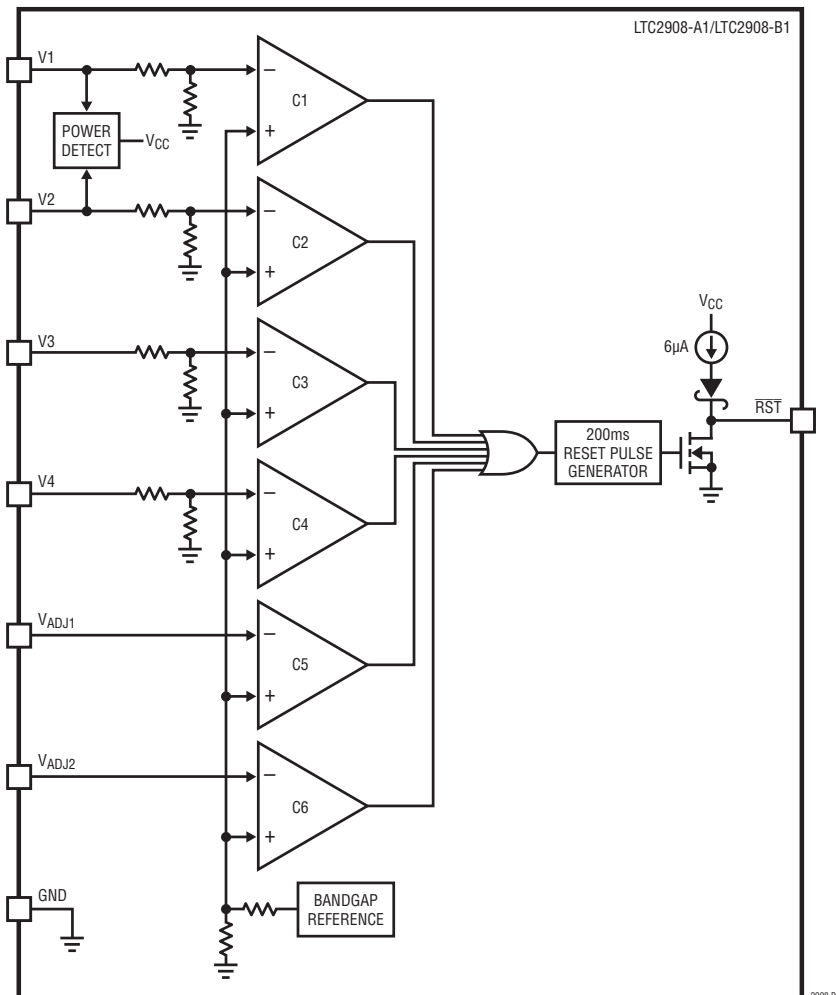 LTC2908-A1/LTC2908-B1
V1
−
C1
+
POWER
DETECT
VCC
V2
−
C2
+
V3
−
C3
+
VCC
6µA
RST
200ms
RESET PULSE
GENERATOR
V4
−
C4
+
VADJ1
−
C5
+
VADJ2
−
C6
+
GND
BANDGAP
REFERENCE